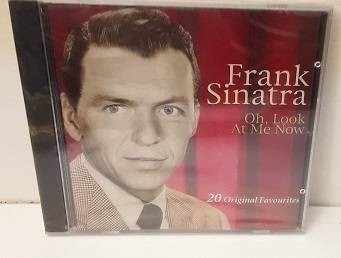 Frank
Sinatra
Oh, Look
At Me Now
20 Original Favourites